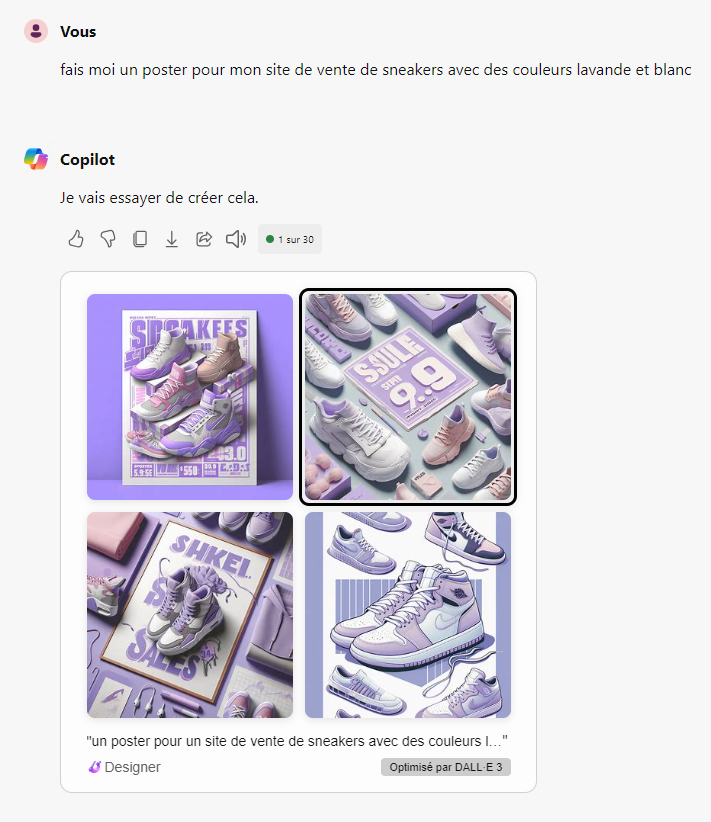 Vous
fais moi un poster pour mon site de vente de sneakers avec des couleurs lavande et blanc
Copilot
Je vais essayer de créer cela.
1 sur 30
SPRAKEES
SSULE
9.9
SHKEL
SALES
"un poster pour un site de vente de sneakers avec des couleurs l..."
Designer
Optimisé par DALL·E 3